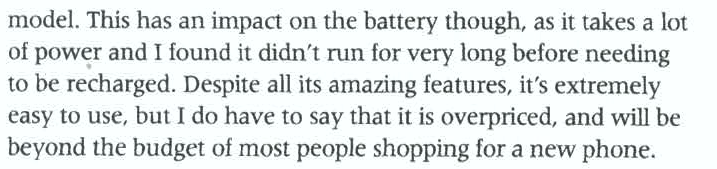 model. This has an impact on the battery though, as it takes a lot
of power and I found it didn't run for very long before needing
to be recharged. Despite all its amazing features, it's extremely
easy to use, but I do have to say that it is overpriced, and will be
beyond the budget of most people shopping for a new phone.